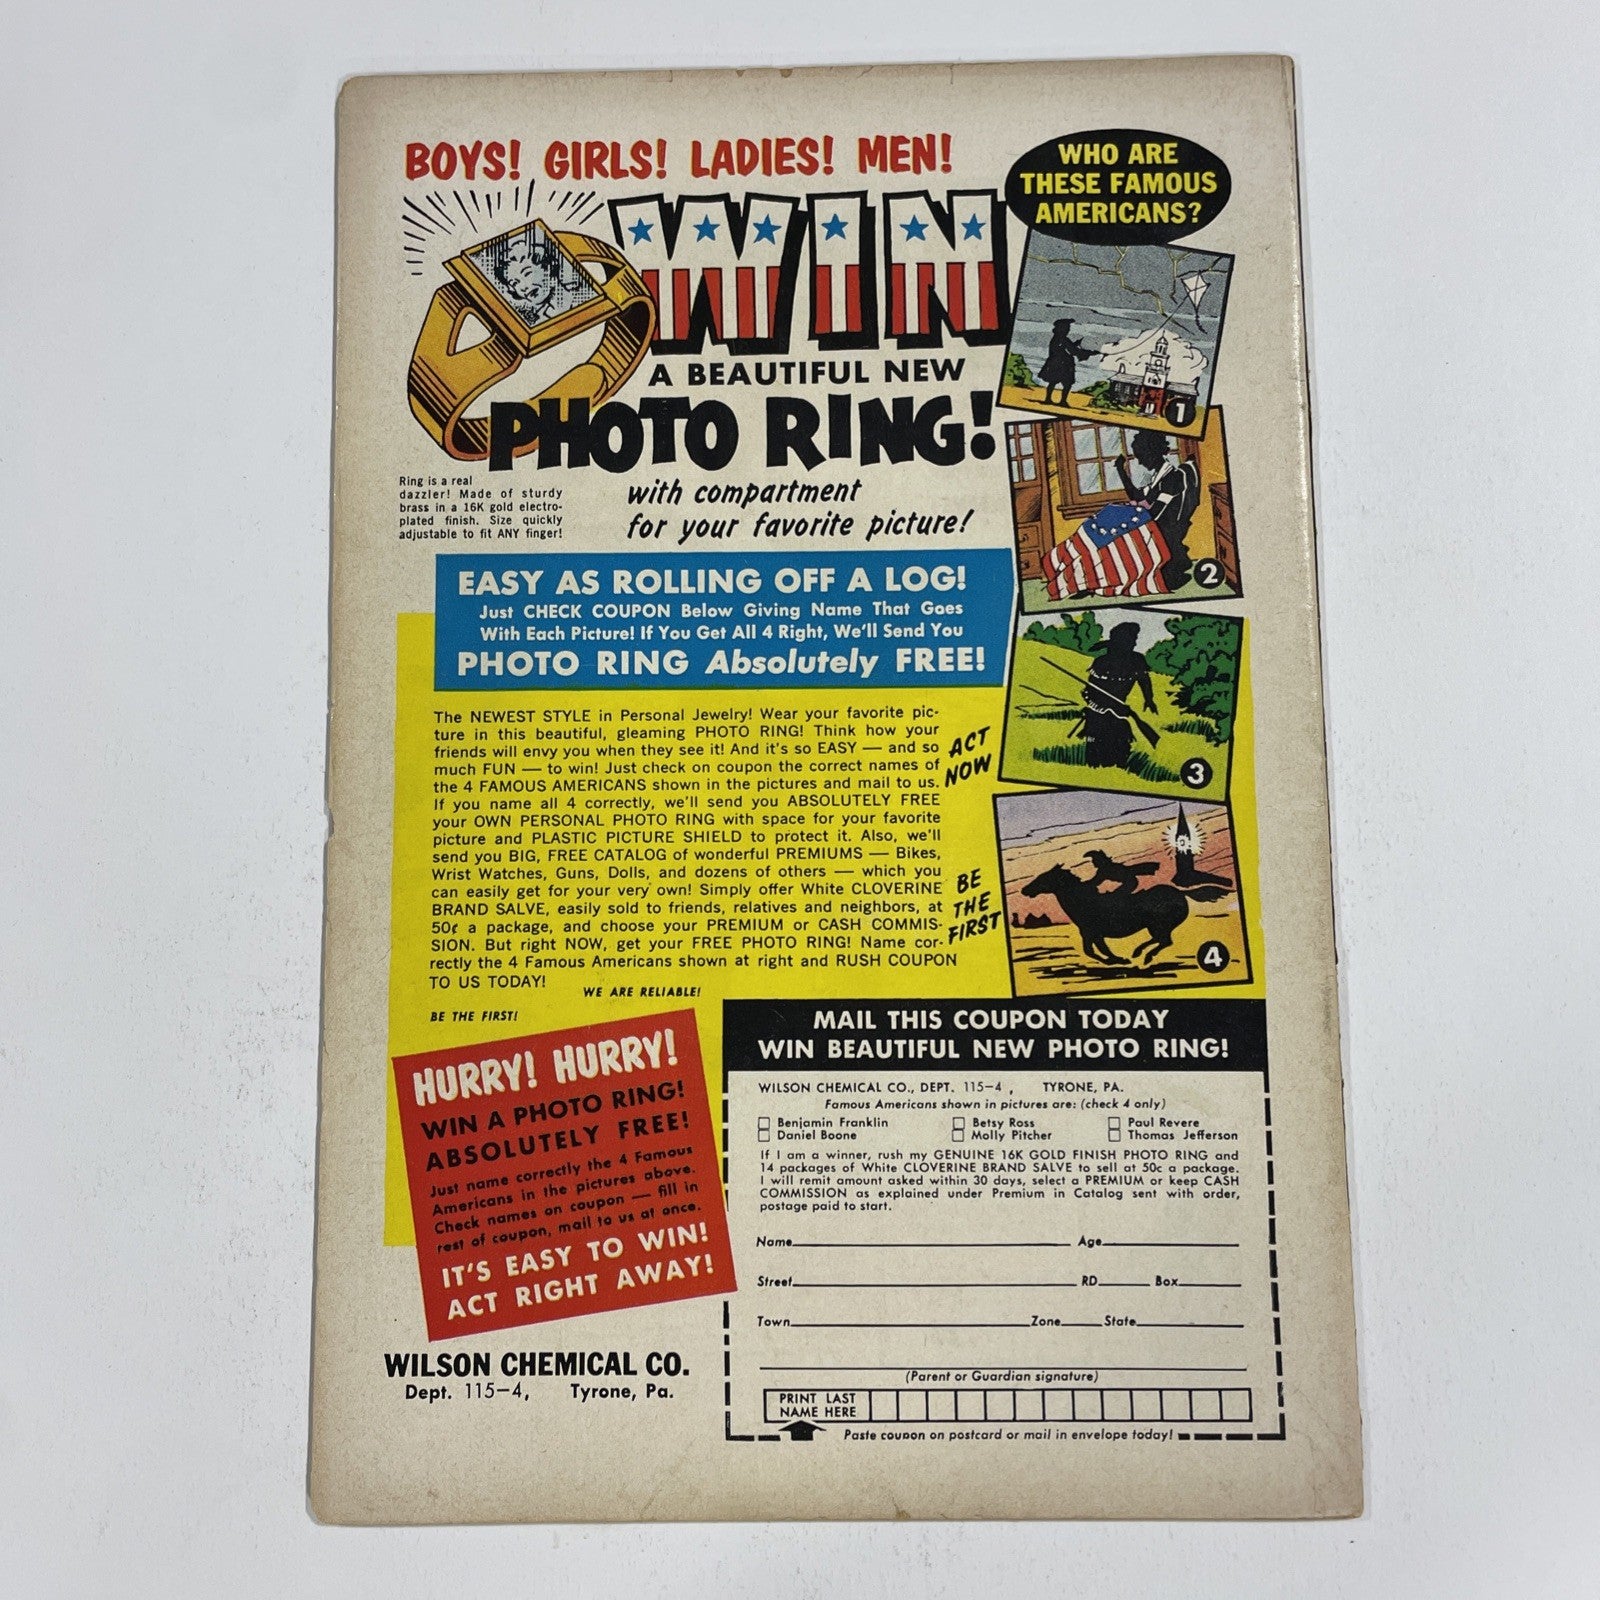 BOYS! GIRLS! LADIES! MEN!
WIN
A BEAUTIFUL NEW
PHOTO RING!
with compartment
for your favorite picture!
Ring is a real
dazzler! Made of sturdy
brass in a 16K gold electro-
plated finish. Size quickly
adjustable to fit ANY finger!
WHO ARE
THESE FAMOUS
AMERICANS?
1
2
3
4
EASY AS ROLLING OFF A LOG!
Just CHECK COUPON Below Giving Name That Goes
With Each Picture! If You Get All 4 Right, We'll Send You
PHOTO RING Absolutely FREE!
The NEWEST STYLE in Personal Jewelry! Wear your favorite pic-
ture in this beautiful, gleaming PHOTO RING! Think how your
friends will envy you when they see it! And it's so EASY — and so
much FUN — to win! Just check on coupon the correct names of
the 4 FAMOUS AMERICANS shown in the pictures and mail to us.
If you name all 4 correctly, we'll send you ABSOLUTELY FREE
your OWN PERSONAL PHOTO RING with space for your favorite
picture and PLASTIC PICTURE SHIELD to protect it. Also, we'll
send you BIG, FREE CATALOG of wonderful PREMIUMS — Bikes,
Wrist Watches, Guns, Dolls, and dozens of others — which you
can easily get for your very own! Simply offer White CLOVERINE
BRAND SALVE, easily sold to friends, relatives and neighbors, at
50¢ a package, and choose your PREMIUM or CASH COMMIS-
SION. But right NOW, get your FREE PHOTO RING! Name cor-
rectly the 4 Famous Americans shown at right and RUSH COUPON
TO US TODAY!
WE ARE RELIABLE!
BE THE FIRST!
ACT
NOW
BE
THE
FIRST
HURRY! HURRY!
WIN A PHOTO RING!
ABSOLUTELY FREE!
Just name correctly the 4 Famous
Americans in the pictures above.
Check names on coupon — fill in
rest of coupon, mail to us at once.
IT'S EASY TO WIN!
ACT RIGHT AWAY!
WILSON CHEMICAL CO.
Dept. 115-4, Tyrone, Pa.
MAIL THIS COUPON TODAY
WIN BEAUTIFUL NEW PHOTO RING!
WILSON CHEMICAL CO., DEPT. 115-4, TYRONE, PA.
Famous Americans shown in pictures are: (check 4 only)
Benjamin Franklin Betsy Ross Paul Revere
Daniel Boone Molly Pitcher Thomas Jefferson
If I am a winner, rush my GENUINE 16K GOLD FINISH PHOTO RING and
14 packages of White CLOVERINE BRAND SALVE to sell at 50c a package.
I will remit amount asked within 30 days, select a PREMIUM or keep CASH
COMMISSION as explained under Premium in Catalog sent with order,
postage paid to start.
Name Age
Street RD Box
Town Zone State
(Parent or Guardian signature)
PRINT LAST
NAME HERE
Paste coupon on postcard or mail in envelope today!